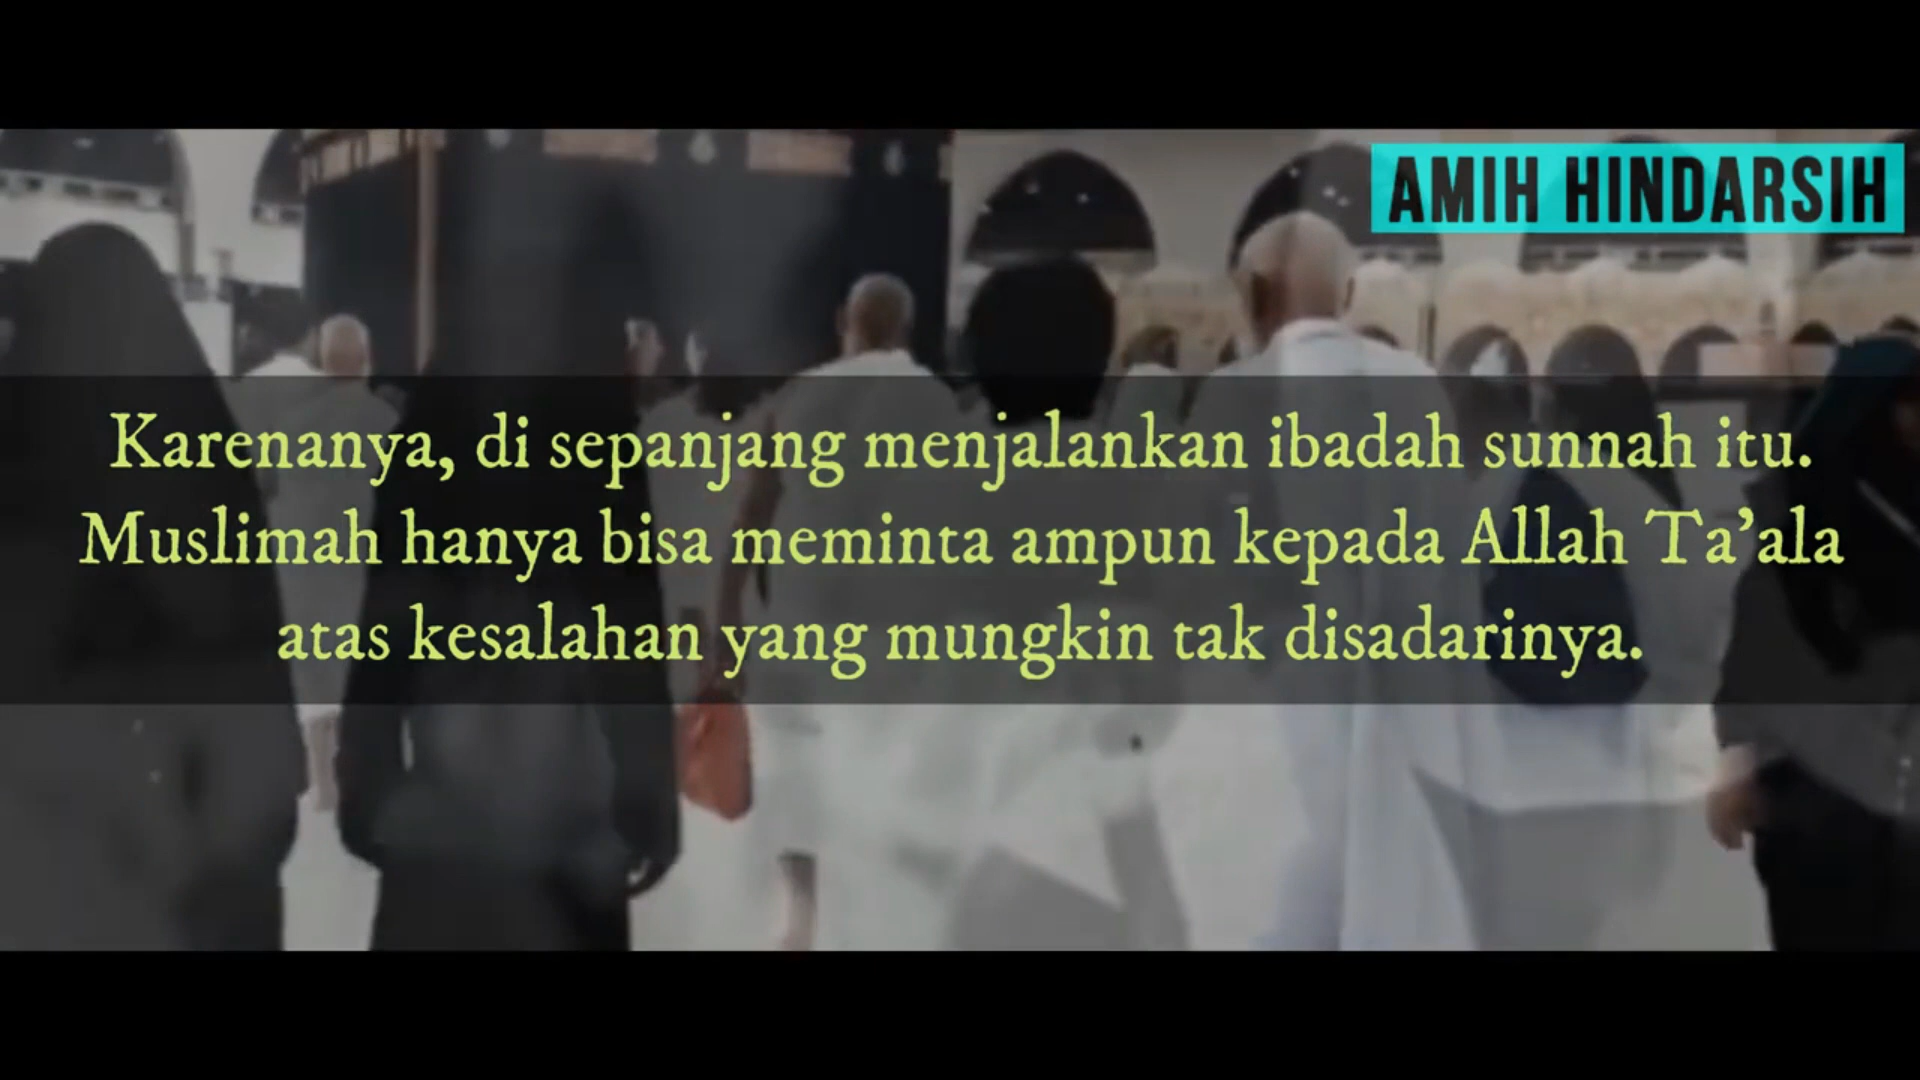 AMIH HINDARSIH
Karenanya, di sepanjang menjalankan ibadah sunnah itu.
Muslimah hanya bisa meminta ampun kepada Allah Ta'ala
atas kesalahan yang mungkin tak disadarinya.